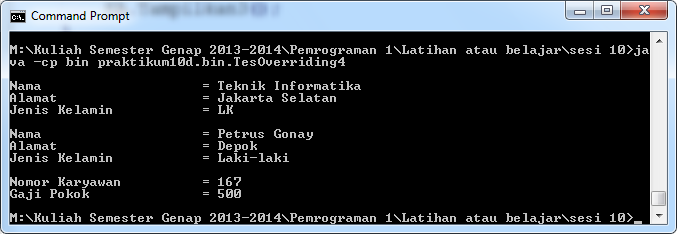 Command Prompt
M:\Kuliah Semester Genap 2013-2014\Pemrograman 1\Latihan atau belajar\sesi 10>ja
va -cp bin praktikum10d.bin.TesOverriding4
Nama = Teknik Informatika
Alamat = Jakarta Selatan
Jenis Kelamin = LK
Nama = Petrus Gonay
Alamat = Depok
Jenis Kelamin = Laki-laki
Nomor Karyawan = 167
Gaji Pokok = 500
M:\Kuliah Semester Genap 2013-2014\Pemrograman 1\Latihan atau belajar\sesi 10>_